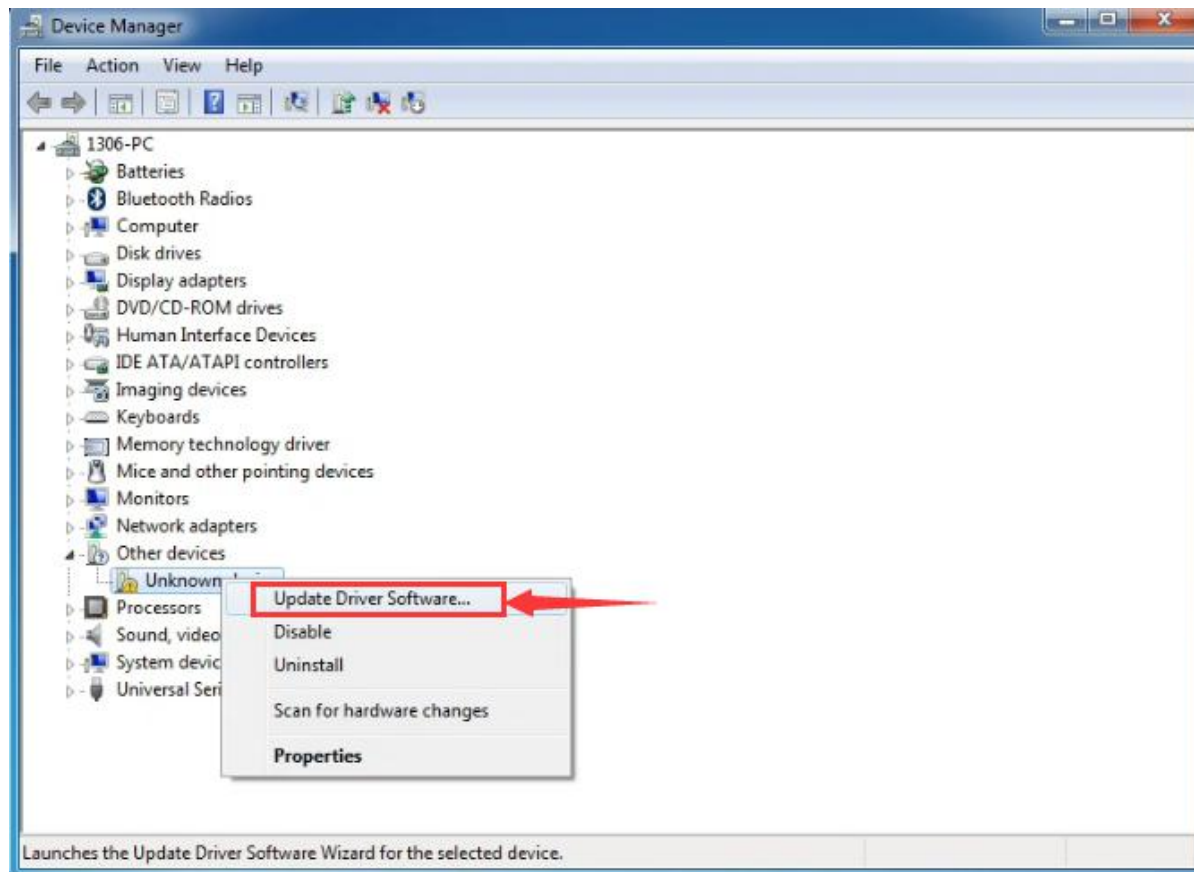 Device Manager
File Action View Help
1306-PC
Batteries
Bluetooth Radios
Computer
Disk drives
Display adapters
DVD/CD-ROM drives
Human Interface Devices
IDE ATA/ATAPI controllers
Imaging devices
Keyboards
Memory technology driver
Mice and other pointing devices
Monitors
Network adapters
Other devices
Unknown
Update Driver Software...
Processors
Disable
Sound, video
System devic
Uninstall
Universal Seri
Scan for hardware changes
Properties
Launches the Update Driver Software Wizard for the selected device.